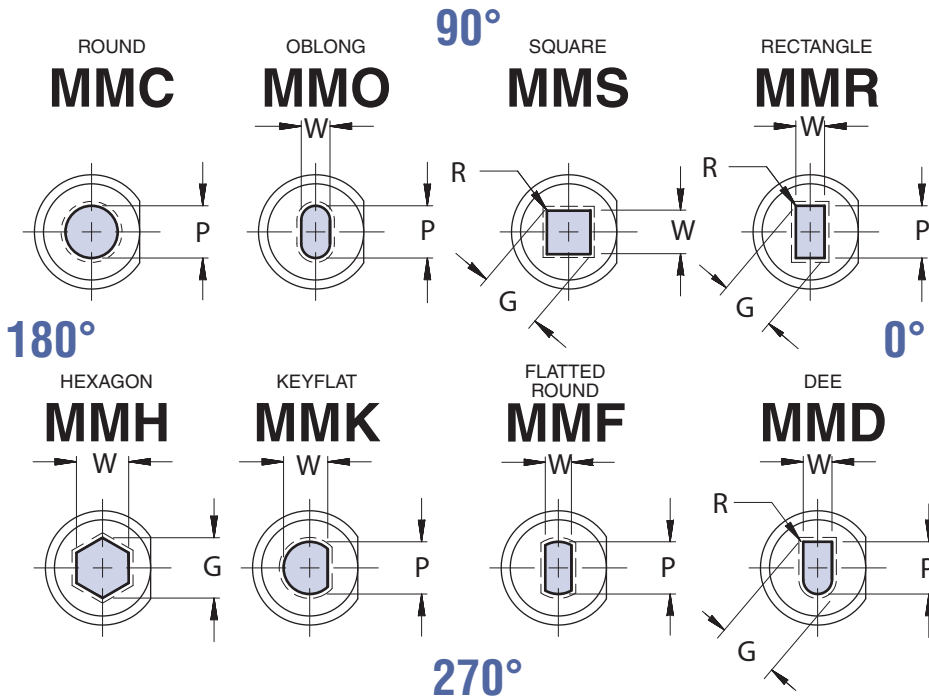 90°
ROUND
OBLONG
SQUARE
RECTANGLE
MMC
MMO
MMS
MMR
W
W
R
R
P
P
W
P
G
G
180°
0°
HEXAGON
KEYFLAT
FLATTED
ROUND
DEE
MMH
MMK
MMF
MMD
W
W
W
W
R
G
P
P
P
G
270°